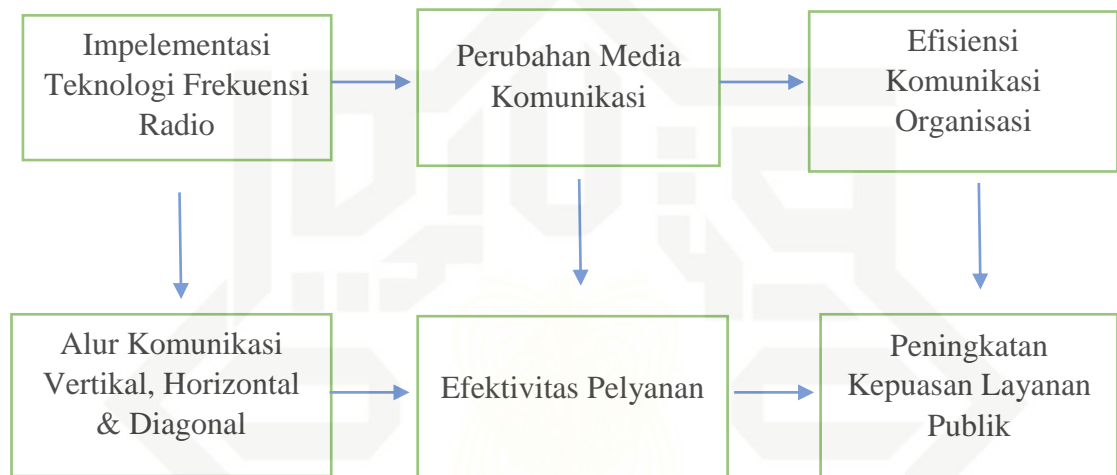 Impelementasi
Teknologi Frekuensi
Radio
Perubahan Media
Komunikasi
Efisiensi
Komunikasi
Organisasi
Alur Komunikasi
Vertikal, Horizontal
& Diagonal
Efektivitas Pelyanan
Peningkatan
Kepuasan Layanan
Publik